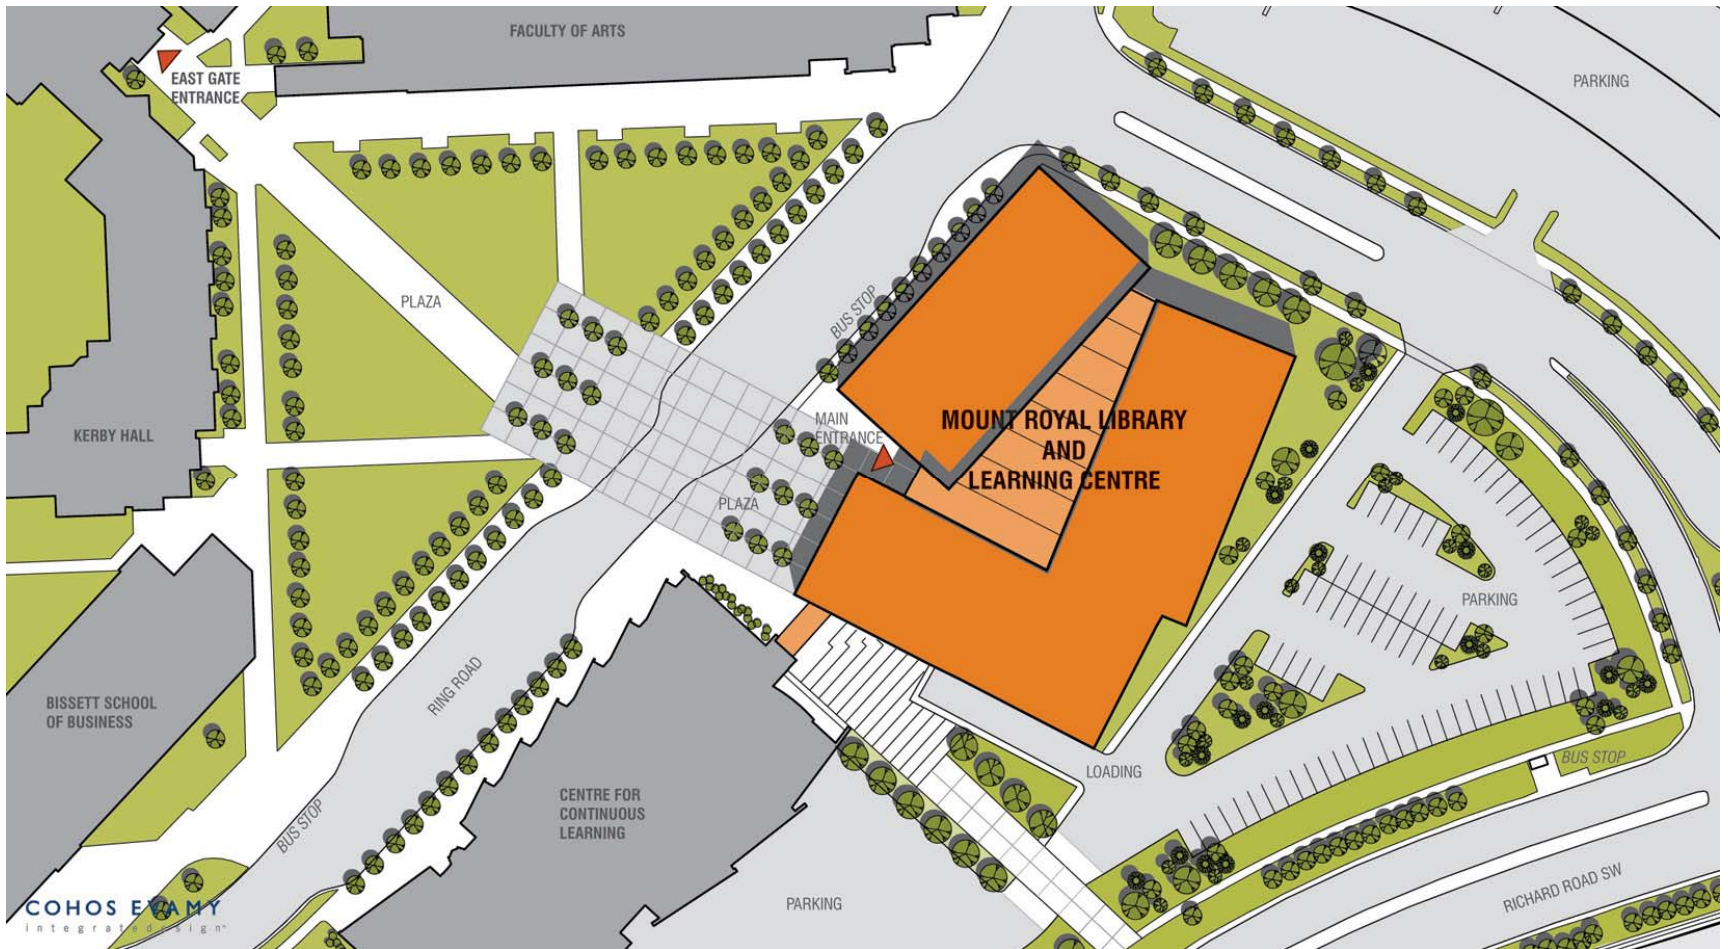 FACULTY OF ARTS
PARKING
EAST GATE
ENTRANCE
PLAZA
BUS STOP
MAIN
ENTRANCE
MOUNT ROYAL LIBRARY
AND
LEARNING CENTRE
KERBY HALL
PLAZA
PARKING
RING ROAD
BISSETT SCHOOL
OF BUSINESS
BUS STOP
LOADING
CENTRE FOR
CONTINUOUS
LEARNING
BUS STOP
RICHARD ROAD SW
PARKING
COHOS EVAMY
integratedesign